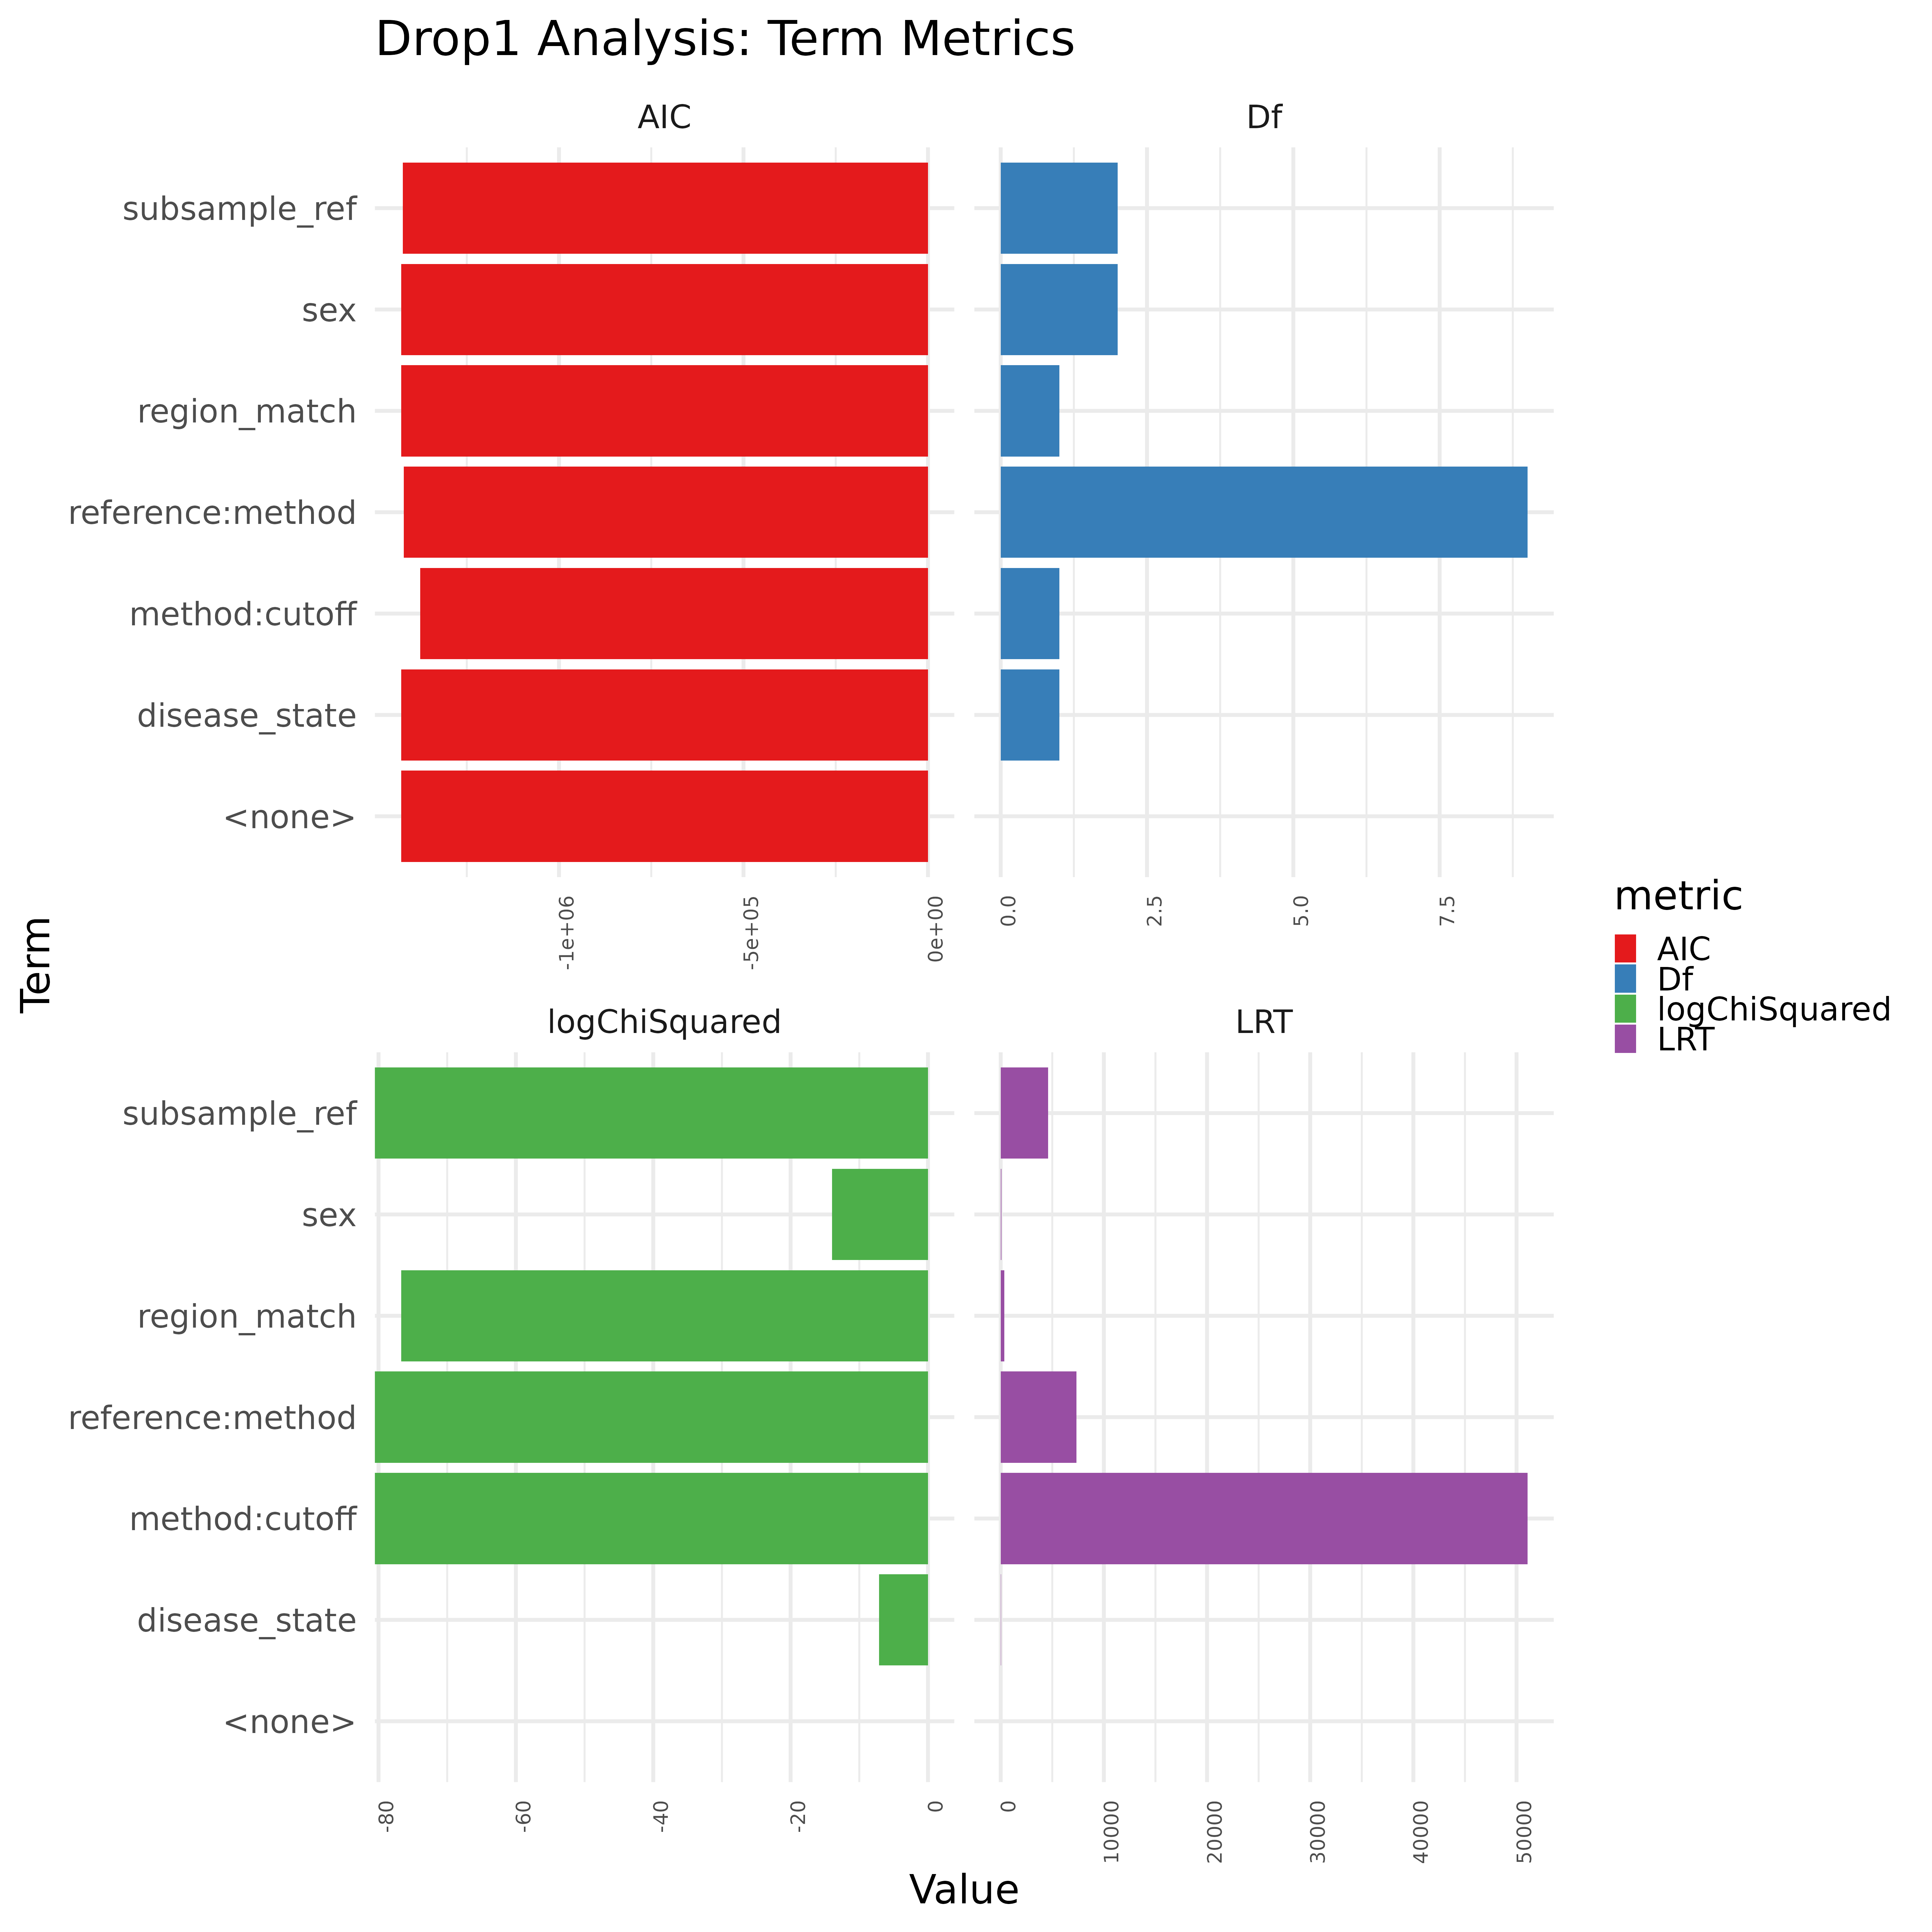 Drop1 Analysis: Term Metrics
AIC
Df
subsample_ref
sex
region_match
reference:method
method:cutoff
disease_state
<none>
-1e+06
-5e+05
0e+00
0.0
2.5
5.0
7.5
Term
logChiSquared
LRT
subsample_ref
sex
region_match
reference:method
method:cutoff
disease_state
<none>
-80
-60
-40
-20
0
0
10000
20000
30000
40000
50000
Value
metric
AIC
Df
logChiSquared
LRT